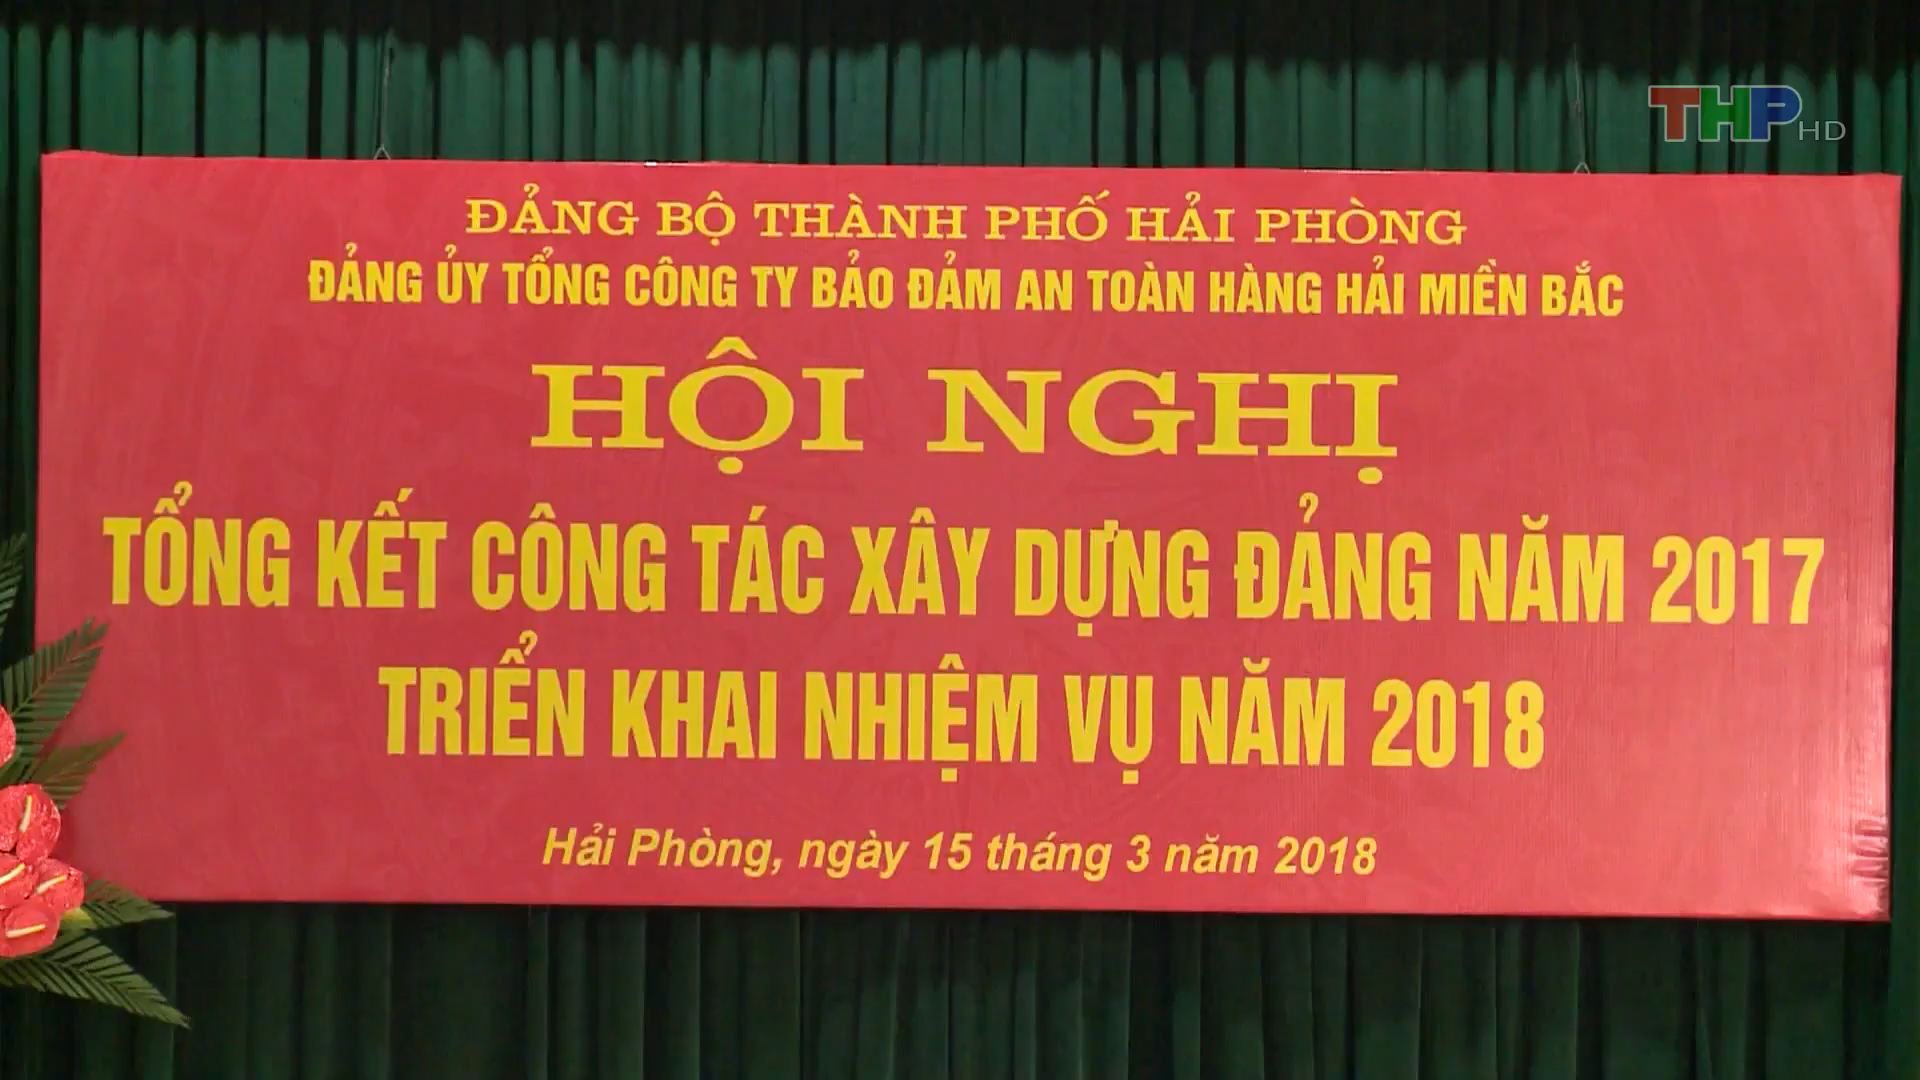 THP HD
ĐẢNG BỘ THÀNH PHỐ HẢI PHÒNG
ĐẢNG ỦY TỔNG CÔNG TY BẢO ĐẢM AN TOÀN HÀNG HẢI MIỀN BẮC
HỘI NGHỊ
TỔNG KẾT CÔNG TÁC XÂY DỰNG ĐẢNG NĂM 2017
TRIỂN KHAI NHIỆM VỤ NĂM 2018
Hải Phòng, ngày 15 tháng 3 năm 2018